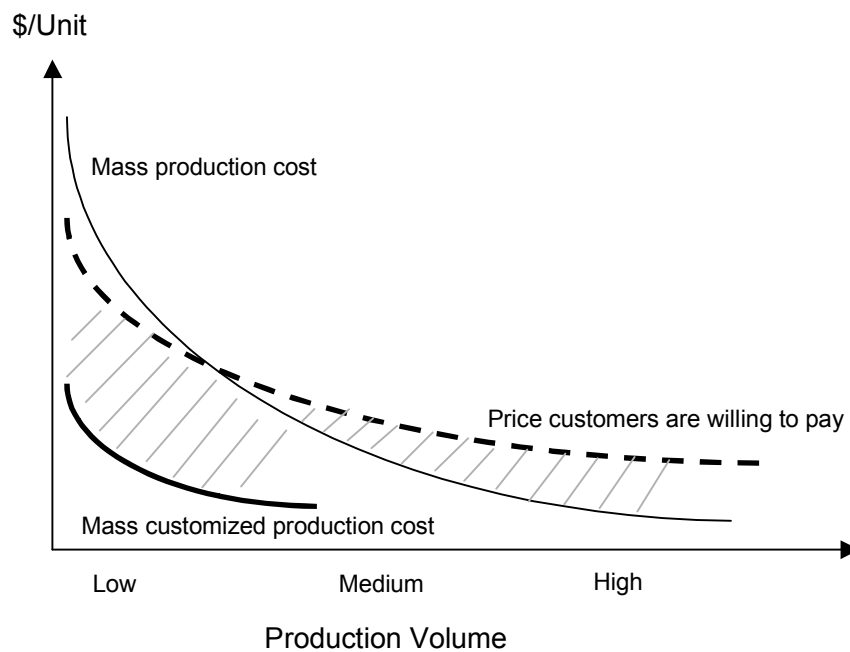 $/Unit
Mass production cost
Price customers are willing to pay
Mass customized production cost
Low Medium High
Production Volume